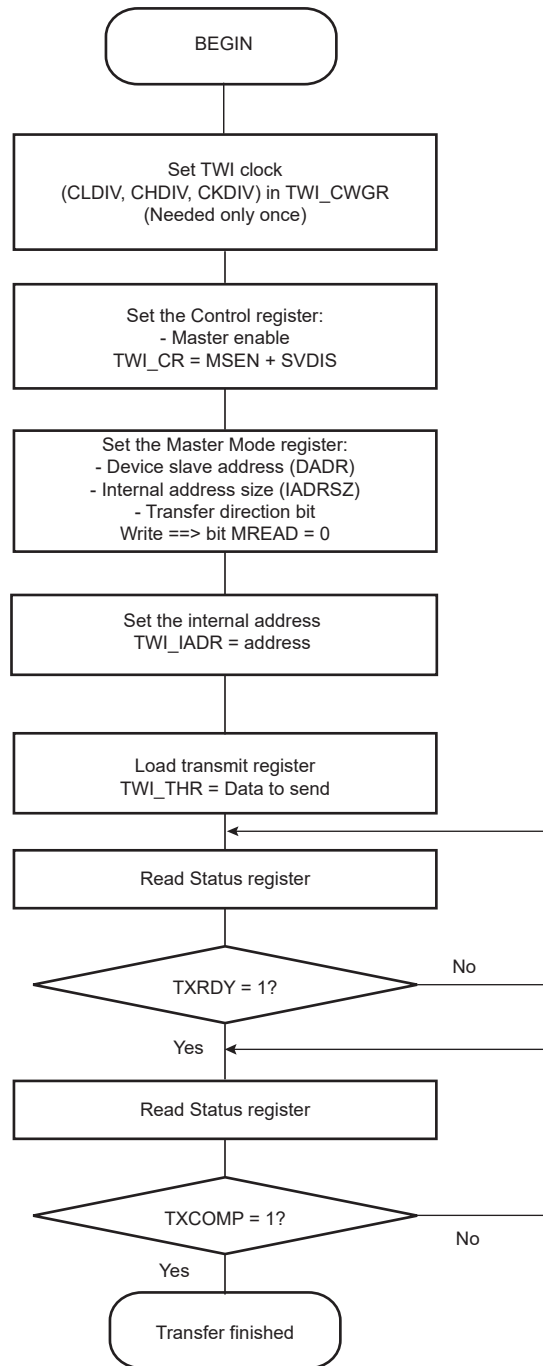 BEGIN
Set TWI clock
(CLDIV, CHDIV, CKDIV) in TWI_CWGR
(Needed only once)
Set the Control register:
- Master enable
TWI_CR = MSEN + SVDIS
Set the Master Mode register:
- Device slave address (DADR)
- Internal address size (IADRSZ)
- Transfer direction bit
Write ==> bit MREAD = 0
Set the internal address
TWI_IADR = address
Load transmit register
TWI_THR = Data to send
Read Status register
TXRDY = 1?
No
Yes
Read Status register
TXCOMP = 1?
No
Yes
Transfer finished